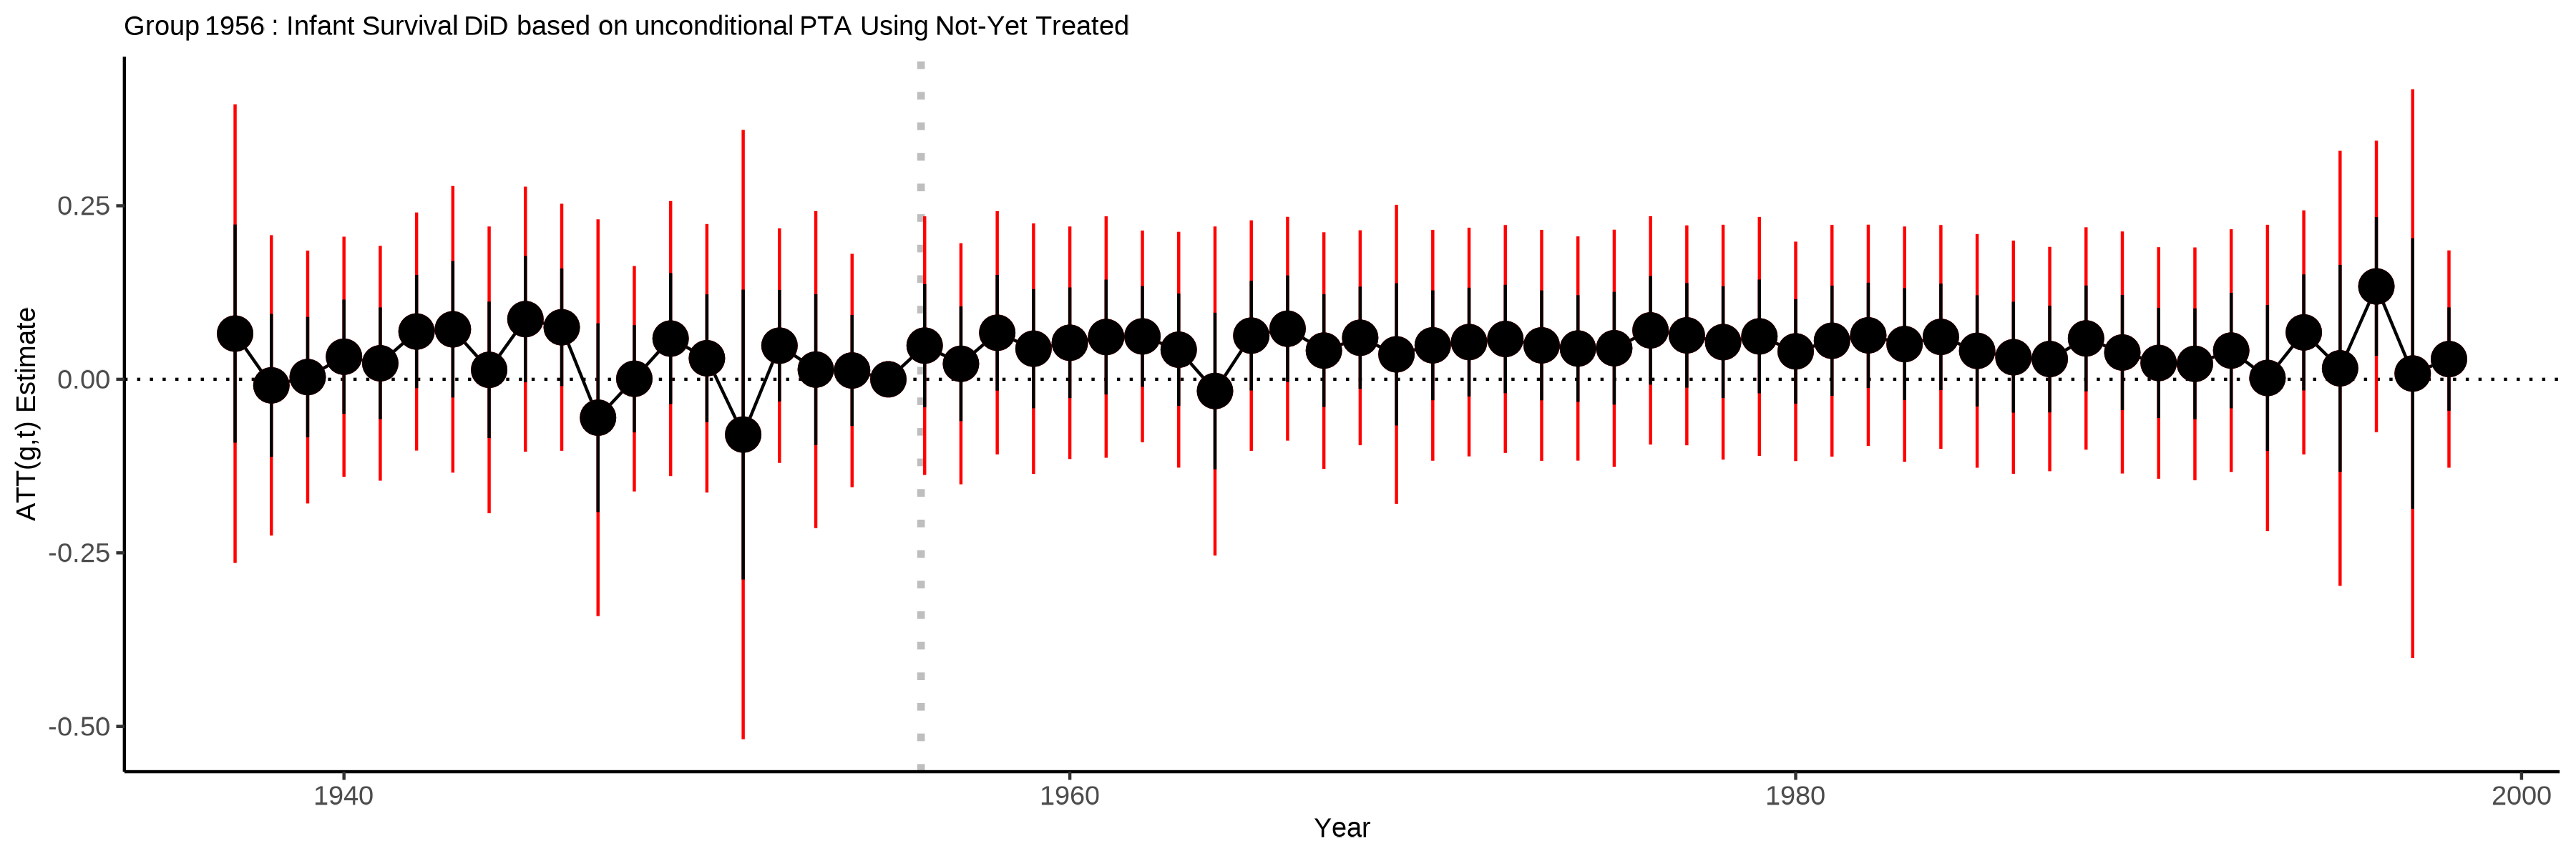 Group 1956 : Infant Survival DiD based on unconditional PTA Using Not-Yet Treated
ATT(g,t) Estimate
0.25
0.00
-0.25
-0.50
1940
1960
1980
2000
Year